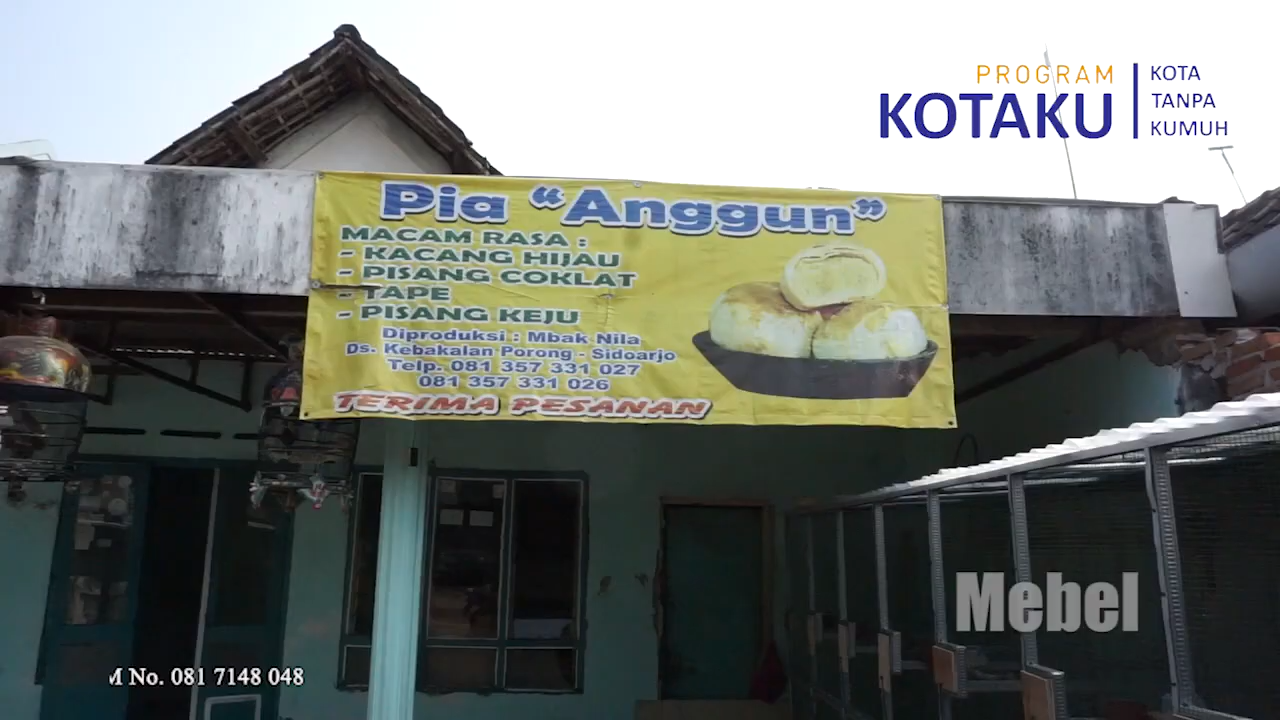 PROGRAM
KOTAKU
KOTA
TANPA
KUMUH
Pia “Anggun”
MACAM RASA :
- KACANG HIJAU
- PISANG COKLAT
- TAPE
- PISANG KEJU
Diproduksi : Mbak Nila
Ds. Kebakalan Porong - Sidoarjo
Telp. 081 357 331 027
081 357 331 026
TERIMA PESANAN
Mebel
M No. 081 7148 048